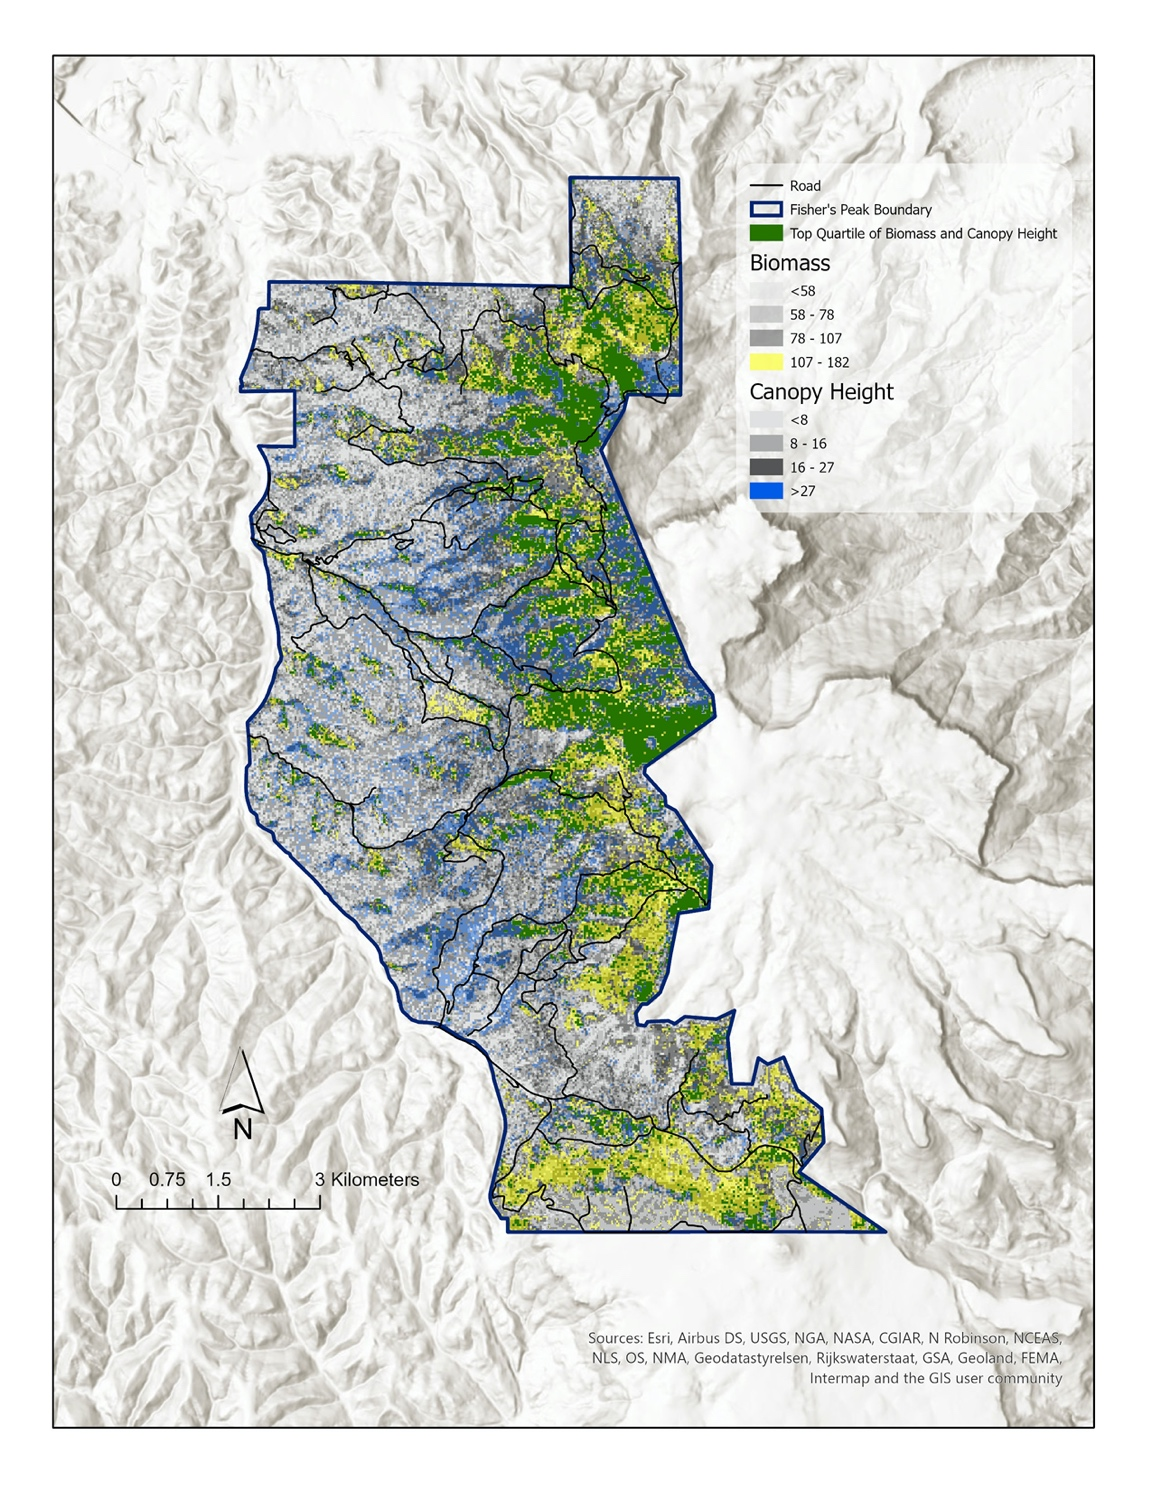 Road
Fisher's Peak Boundary
Top Quartile of Biomass and Canopy Height
Biomass
<58
58 - 78
78 - 107
107 - 182
Canopy Height
<8
8 - 16
16 - 27
>27
N
0 0.75 1.5 3 Kilometers
Sources: Esri, Airbus DS, USGS, NGA, NASA, CGIAR, N Robinson, NCEAS,
NLS, OS, NMA, Geodatastyrelsen, Rijkswaterstaat, GSA, Geoland, FEMA,
Intermap and the GIS user community